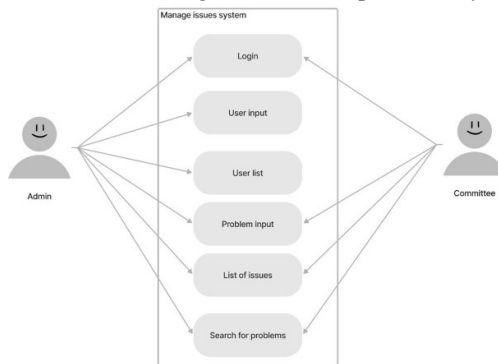 Manage issues system
Login
User input
User list
Admin
Committee
Problem input
List of issues
Search for problems